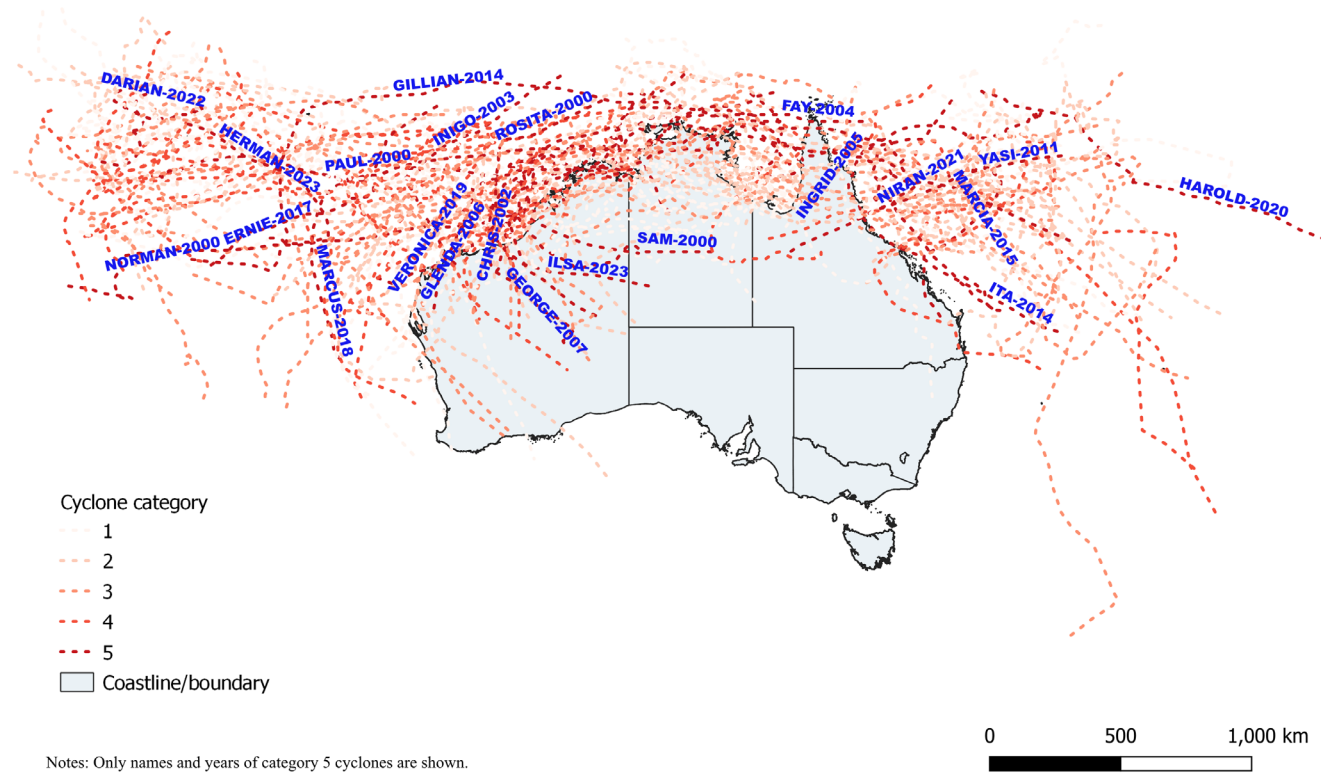 DARIAN-2022
GILLIAN-2014
INIGO-2003
ROSITA-2000
FAY-2004
HERMAN-2023
PAUL-2000
INGRID-2005
NIRAN-2021
YASI-2011
MARCIA-2015
HAROLD-2020
NORMAN-2000
ERNIE-2017
MARCUS-2018
VERONICA-2019
GLENDA-2006
CHRIS-2002
GEORGE-2007
ILSA-2023
SAM-2000
ITA-2014
Cyclone category
1
2
3
4
5
Coastline/boundary
0 500 1,000 km
Notes: Only names and years of category 5 cyclones are shown.